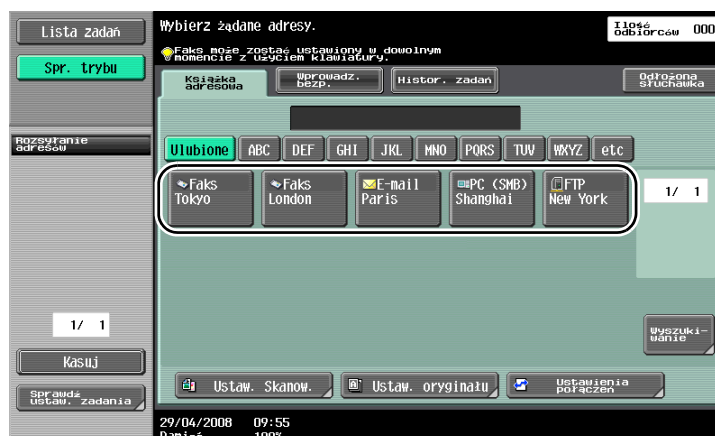 Lista zadań
Spr. trybu
Rozsyłanie
adresów
1/ 1
Kasuj
Sprawdź
ustaw. zadania
Wybierz żądane adresy.
Ilość
odbiorców 000
Faks może zostać ustawiony w dowolnym
momencie z użyciem klawiatury.
Książka
adresowa
Wprowadz.
bezp.
Histor. zadań
Odłożona
słuchawka
Ulubione ABC DEF GHI JKL MNO PQRS TUV WXYZ etc
Faks
Tokyo
Faks
London
E-mail
Paris
PC (SMB)
Shanghai
FTP
New York
1/ 1
Wyszuki-
wanie
Ustaw. Skanow.
Ustaw. oryginału
Ustawienia
połączeń
29/04/2008 09:55
Pamięć 100%